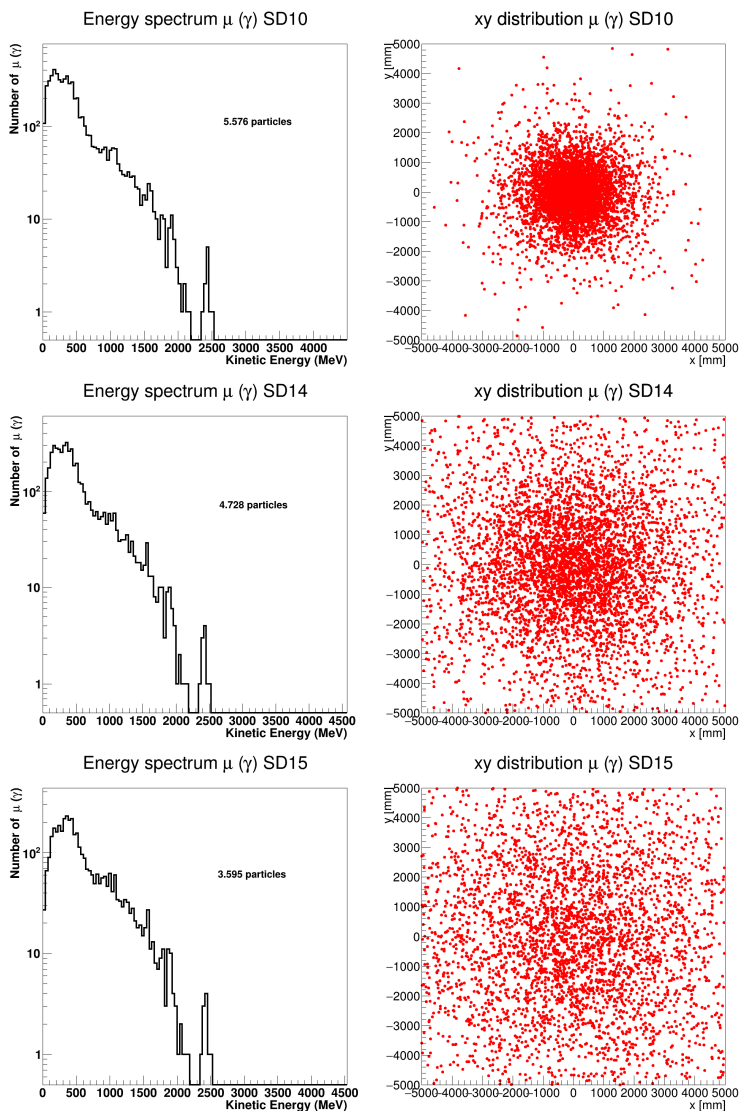 Energy spectrum μ (γ) SD10
Number of μ (γ)
10²
10
1
5.576 particles
0 500 1000 1500 2000 2500 3000 3500 4000
Kinetic Energy (MeV)
xy distribution μ (γ) SD10
y [mm]
5000
4000
3000
2000
1000
0
−1000
−2000
−3000
−4000
−5000
−5000 −4000 −3000 −2000 −1000 0 1000 2000 3000 4000 5000
x [mm]
Energy spectrum μ (γ) SD14
Number of μ (γ)
10²
10
1
4.728 particles
0 500 1000 1500 2000 2500 3000 3500 4000 4500
Kinetic Energy (MeV)
xy distribution μ (γ) SD14
y [mm]
5000
4000
3000
2000
1000
0
−1000
−2000
−3000
−4000
−5000
−5000 −4000 −3000 −2000 −1000 0 1000 2000 3000 4000 5000
x [mm]
Energy spectrum μ (γ) SD15
Number of μ (γ)
10²
10
1
3.595 particles
0 500 1000 1500 2000 2500 3000 3500 4000 4500
Kinetic Energy (MeV)
xy distribution μ (γ) SD15
y [mm]
5000
4000
3000
2000
1000
0
−1000
−2000
−3000
−4000
−5000
−5000 −4000 −3000 −2000 −1000 0 1000 2000 3000 4000 5000
x [mm]